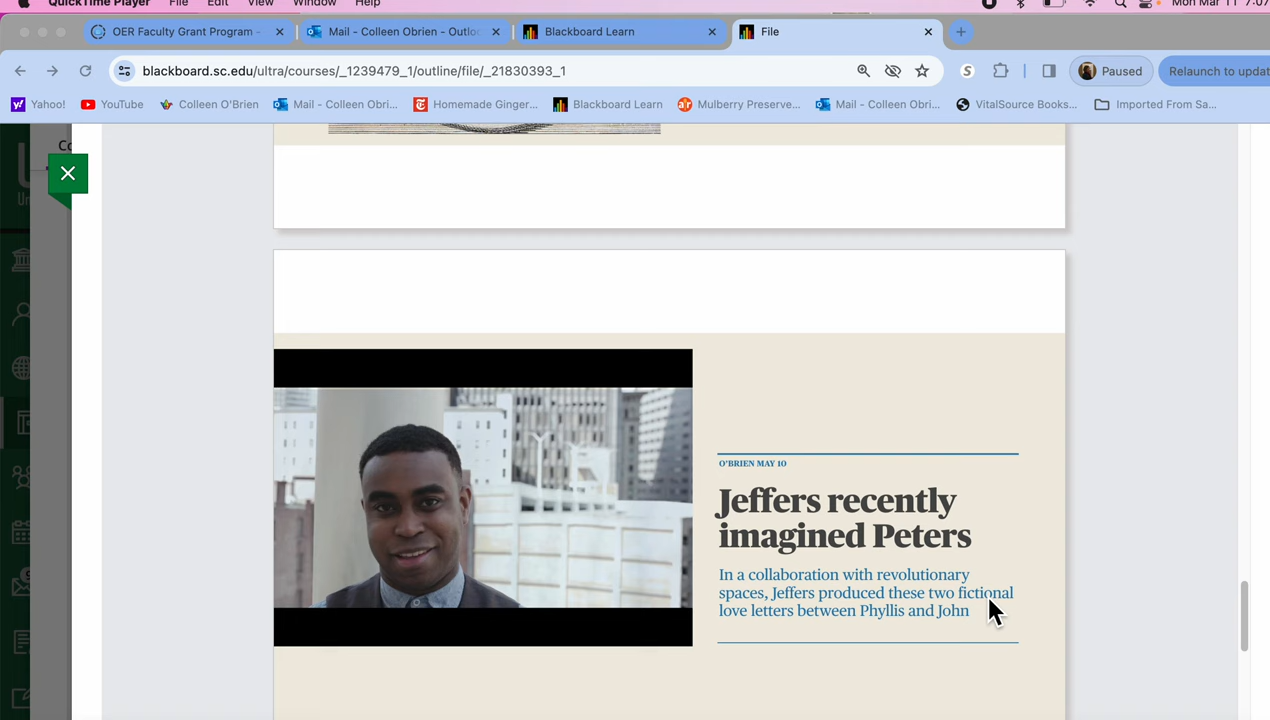 QuickTime Player File Edit View Window Help Mon Mar 11 7:07
OER Faculty Grant Program - Mail - Colleen Obrien - Outlo Blackboard Learn File
blackboard.sc.edu/ultra/courses/_1239479_1/outline/file/_21830393_1 S Paused Relaunch to updat
Yahoo! YouTube Colleen O'Brien Mail - Colleen Obri... Homemade Ginger... Blackboard Learn Mulberry Preserve... Mail - Colleen Obri... VitalSource Books... Imported From Sa...
O'BRIEN MAY 10
Jeffers recently
imagined Peters
In a collaboration with revolutionary
spaces, Jeffers produced these two fictional
love letters between Phyllis and John